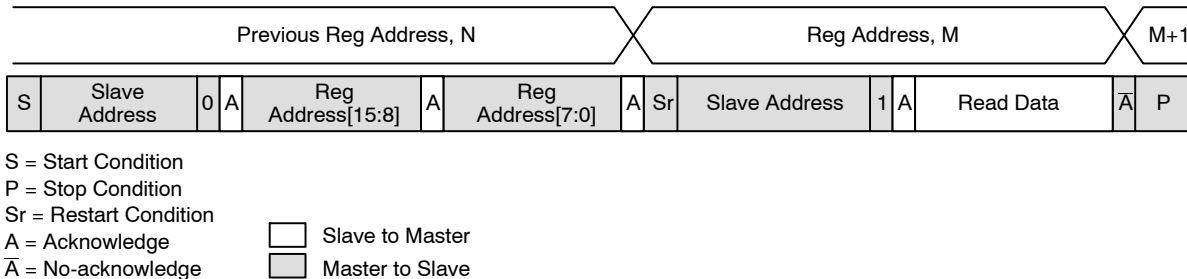 Previous Reg Address, N Reg Address, M M+1
S Slave Address 0 A Reg Address[15:8] A Reg Address[7:0] A Sr Slave Address 1 A Read Data A̅ P
S = Start Condition
P = Stop Condition
Sr = Restart Condition
A = Acknowledge
A̅ = No-acknowledge
Slave to Master
Master to Slave